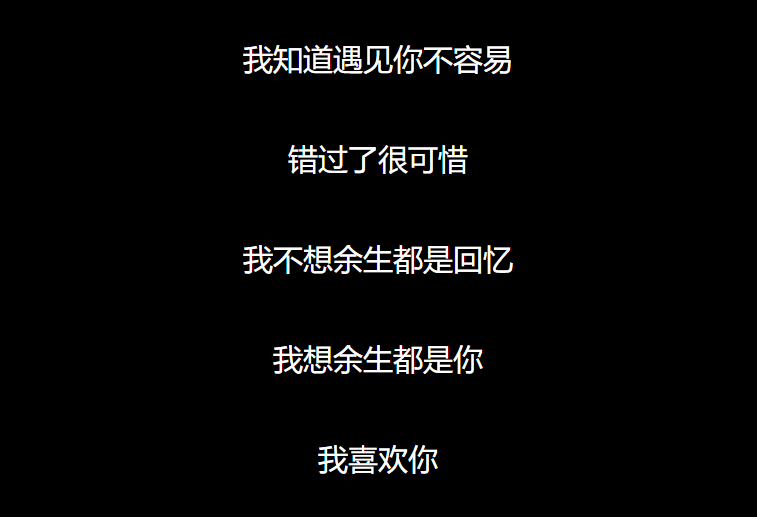 我知道遇见你不容易
错过了很可惜
我不想余生都是回忆
我想余生都是你
我喜欢你